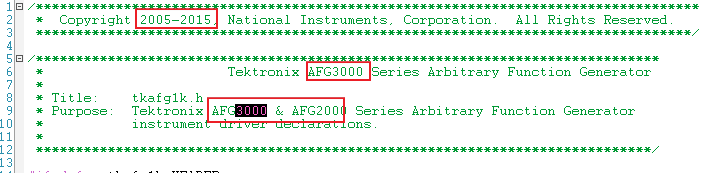 1 /******************************************************************************
2 *  Copyright 2005-2015, National Instruments, Corporation.  All Rights Reserved.
3 ******************************************************************************/
4
5 /****************************************************************************
6 *                       Tektronix AFG3000 Series Arbitrary Function Generator
7 *
8 * Title:    tkafg1k.h
9 * Purpose:  Tektronix AFG3000 & AFG2000 Series Arbitrary Function Generator
10 *           instrument driver declarations.
11 *
12 ****************************************************************************/
13